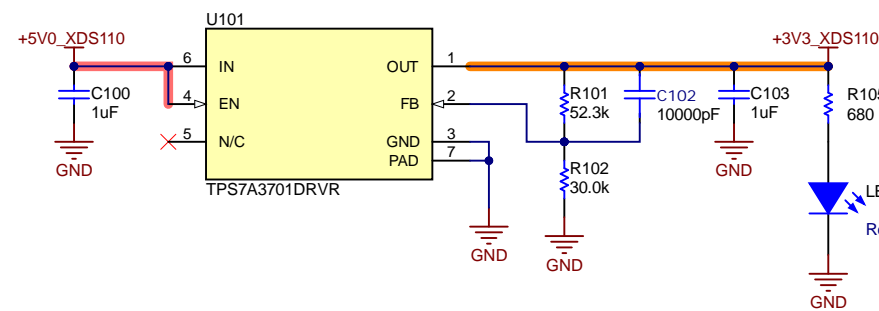 U101
+5V0_XDS110
+3V3_XDS110
6 IN
OUT 1
4 EN
FB 2
5 N/C
GND 3
PAD 7
TPS7A3701DRVR
C100
1uF
GND
GND
R101
52.3k
R102
30.0k
GND
C102
10000pF
C103
1uF
GND
680
GND